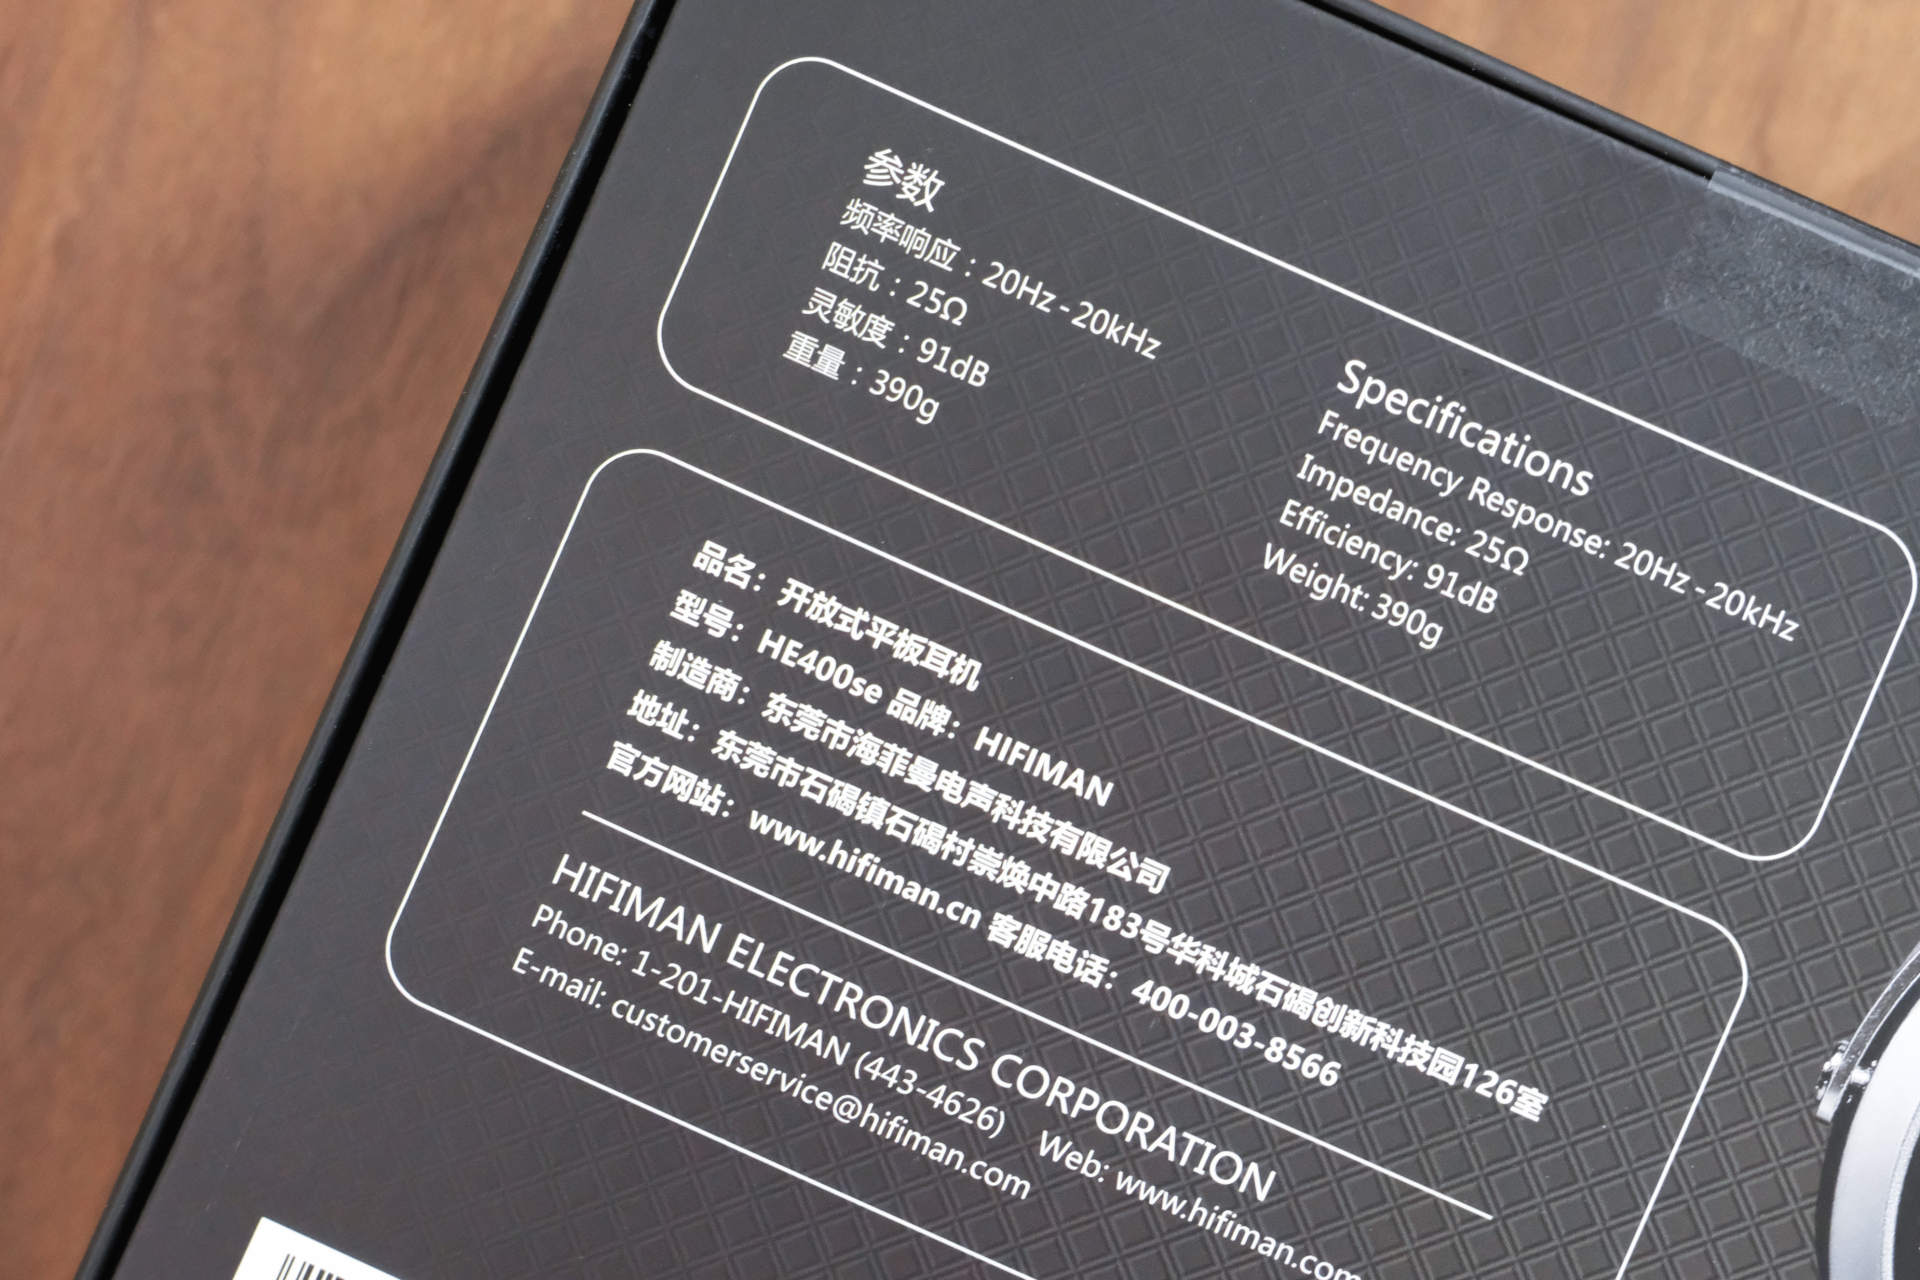 参数
频率响应：20Hz - 20kHz
阻抗：25Ω
灵敏度：91dB
重量：390g
Specifications
Frequency Response: 20Hz - 20kHz
Impedance: 25Ω
Efficiency: 91dB
Weight: 390g
品名：开放式平板耳机
型号：HE400se 品牌：HIFIMAN
制造商：东莞市海菲曼电声科技有限公司
地址：东莞市石碣镇石碣村崇焕中路183号华科城石碣创新科技园126室
官方网站：www.hifiman.cn 客服电话：400-003-8566
HIFIMAN ELECTRONICS CORPORATION
Phone: 1-201-HIFIMAN (443-4626) Web: www.hifiman.com
E-mail: customerservice@hifiman.com